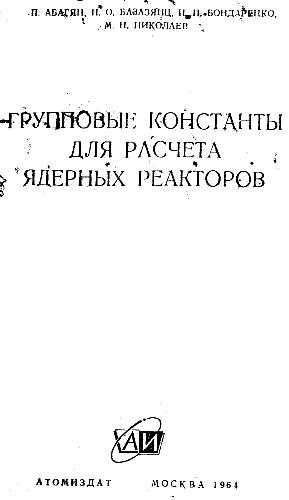 Л. П. АБАГЯН, Н. О. БАЗАЗЯНЦ, И. И. БОНДАРЕНКО,
М. Н. НИКОЛАЕВ
ГРУППОВЫЕ КОНСТАНТЫ
ДЛЯ РАСЧЕТА
ЯДЕРНЫХ РЕАКТОРОВ
АИ
АТОМИЗДАТ МОСКВА 1964